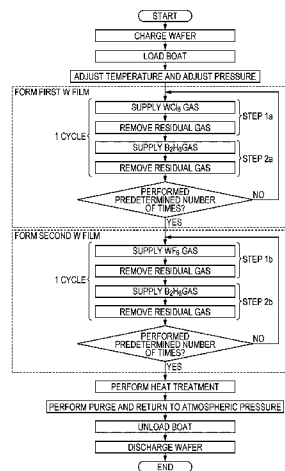 START
CHARGE WAFER
LOAD BOAT
ADJUST TEMPERATURE AND ADJUST PRESSURE
FORM FIRST W FILM
SUPPLY WCl₆ GAS
STEP 1a
REMOVE RESIDUAL GAS
1 CYCLE
SUPPLY B₂H₆GAS
STEP 2a
REMOVE RESIDUAL GAS
PERFORMED
PREDETERMINED NUMBER
OF TIMES?
NO
YES
FORM SECOND W FILM
SUPPLY WF₆ GAS
STEP 1b
REMOVE RESIDUAL GAS
1 CYCLE
SUPPLY B₂H₆GAS
STEP 2b
REMOVE RESIDUAL GAS
PERFORMED
PREDETERMINED NUMBER
OF TIMES?
NO
YES
PERFORM HEAT TREATMENT
PERFORM PURGE AND RETURN TO ATMOSPHERIC PRESSURE
UNLOAD BOAT
DISCHARGE WAFER
END